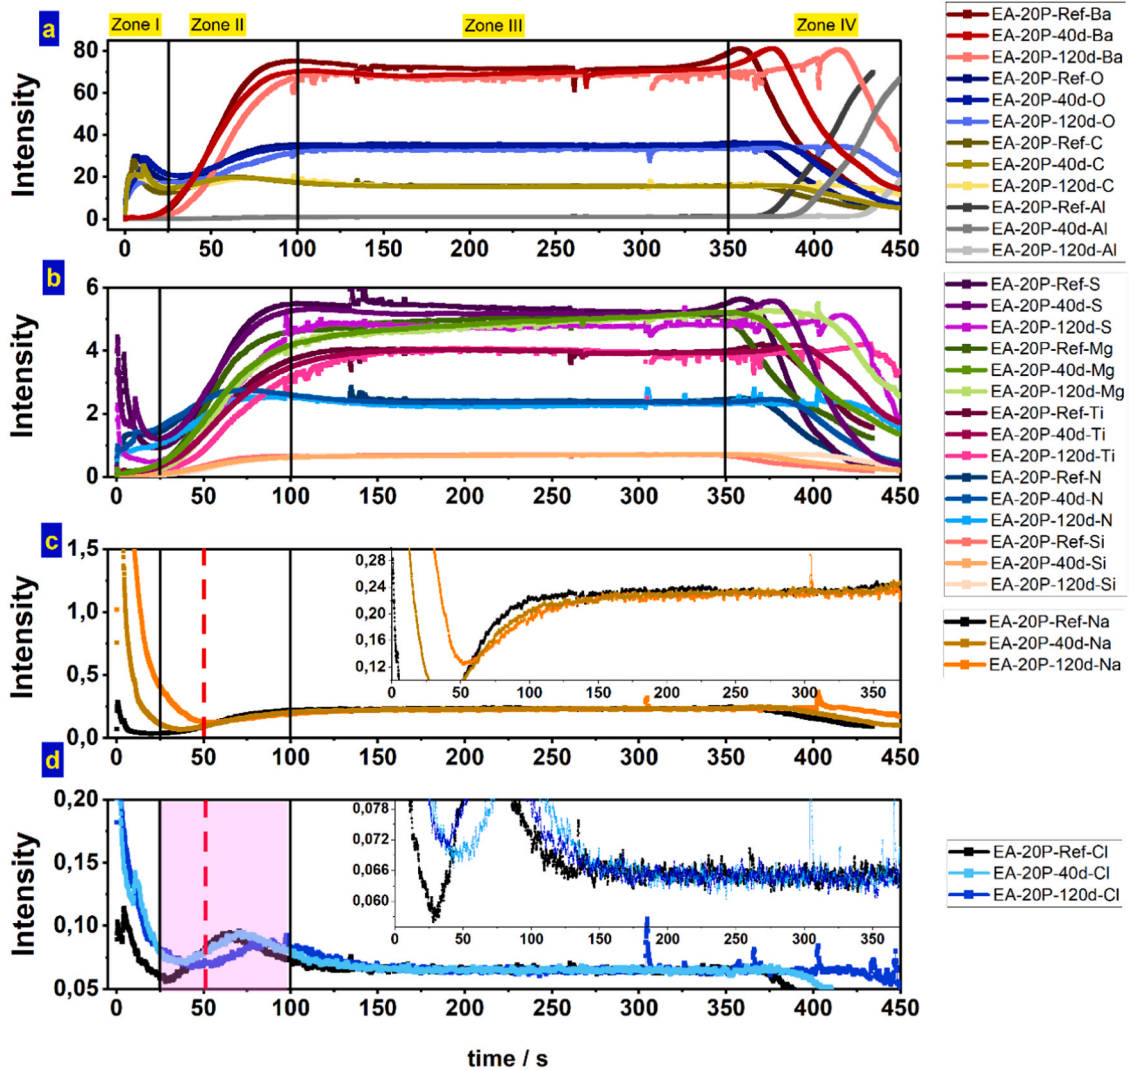 Zone I Zone II Zone III Zone IV
a
80
60
40
20
0
Intensity
0 50 100 150 200 250 300 350 400 450
EA-20P-Ref-Ba
EA-20P-40d-Ba
EA-20P-120d-Ba
EA-20P-Ref-O
EA-20P-40d-O
EA-20P-120d-O
EA-20P-Ref-C
EA-20P-40d-C
EA-20P-120d-C
EA-20P-Ref-Al
EA-20P-40d-Al
EA-20P-120d-Al
b
6
4
2
0
Intensity
0 50 100 150 200 250 300 350 400 450
EA-20P-Ref-S
EA-20P-40d-S
EA-20P-120d-S
EA-20P-Ref-Mg
EA-20P-40d-Mg
EA-20P-120d-Mg
EA-20P-Ref-Ti
EA-20P-40d-Ti
EA-20P-120d-Ti
EA-20P-Ref-N
EA-20P-40d-N
EA-20P-120d-N
EA-20P-Ref-Si
EA-20P-40d-Si
EA-20P-120d-Si
c
1,5
1,0
0,5
0,0
Intensity
0,28
0,24
0,20
0,16
0,12
0 50 100 150 200 250 300 350
0 50 100 150 200 250 300 350 400 450
EA-20P-Ref-Na
EA-20P-40d-Na
EA-20P-120d-Na
d
0,20
0,15
0,10
0,05
Intensity
0,078
0,072
0,066
0,060
0 50 100 150 200 250 300 350
0 50 100 150 200 250 300 350 400 450
EA-20P-Ref-Cl
EA-20P-40d-Cl
EA-20P-120d-Cl
time / s